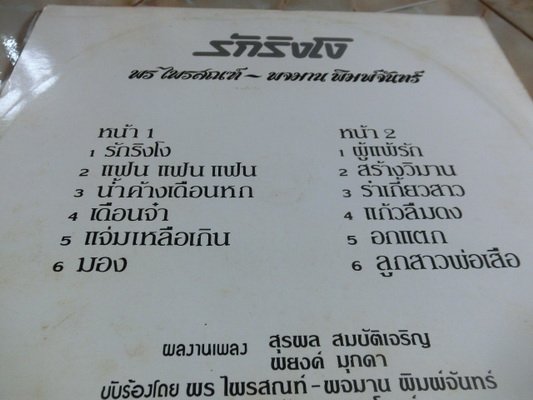 รักริงโง
พร ไพรสณฑ์ ~ พจมาน พิมพ์จันทร์
หน้า 1
1 รักริงโง
2 แฟน แฟน แฟน
3 น้ำค้างเดือนหก
4 เดือนจ๋า
5 แจ่มเหลือเกิน
6 มอง
หน้า 2
1 ผู้แพ้รัก
2 สร้างวิมาน
3 รำเกี้ยวสาว
4 แก้วลืมดง
5 อกแตก
6 ลูกสาวพ่อเสือ
ผลงานเพลง สุรพล สมบัติเจริญ
พยงค์ มุกดา
ขับร้องโดย พร ไพรสณฑ์ - พจมาน พิมพ์จันทร์